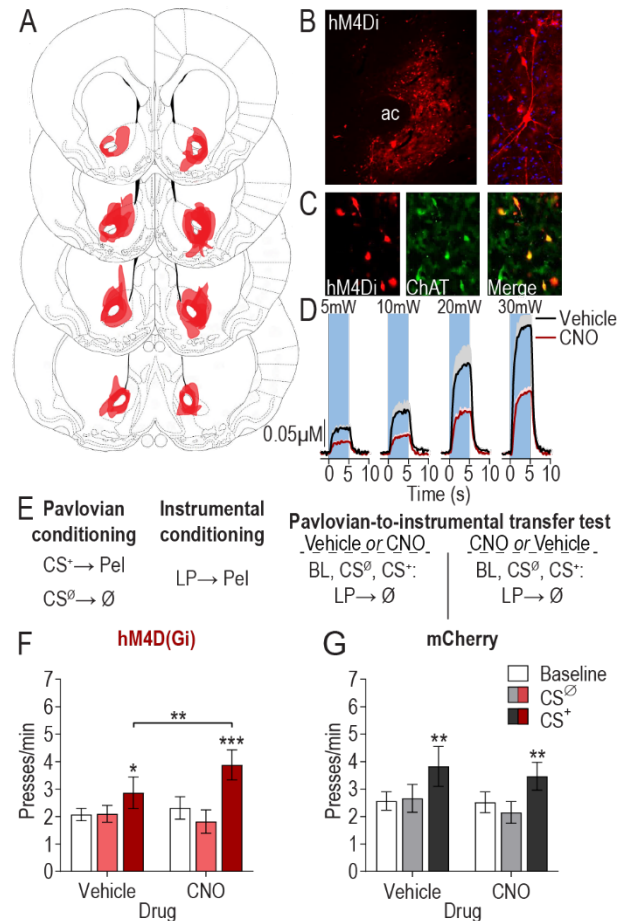 A
B
hM4Di
ac
C
hM4Di
ChAT
Merge
D
5mW 10mW 20mW 30mW
Vehicle
CNO
0.05µM
0 5 10 0 5 10 0 5 10 0 5 10
Time (s)
E
Pavlovian
conditioning
CS⁺→ Pel
CS^Ø→ Ø
Instrumental
conditioning
LP→ Pel
Pavlovian-to-instrumental transfer test
Vehicle or CNO
BL, CS^Ø, CS⁺:
LP→ Ø
CNO or Vehicle
BL, CS^Ø, CS⁺:
LP→ Ø
F
hM4D(Gi)
Presses/min
7
6
5
4
3
2
1
0
*
**
***
Vehicle CNO
Drug
G
mCherry
Baseline
CS^Ø
CS⁺
Presses/min
7
6
5
4
3
2
1
0
**
**
Vehicle CNO
Drug